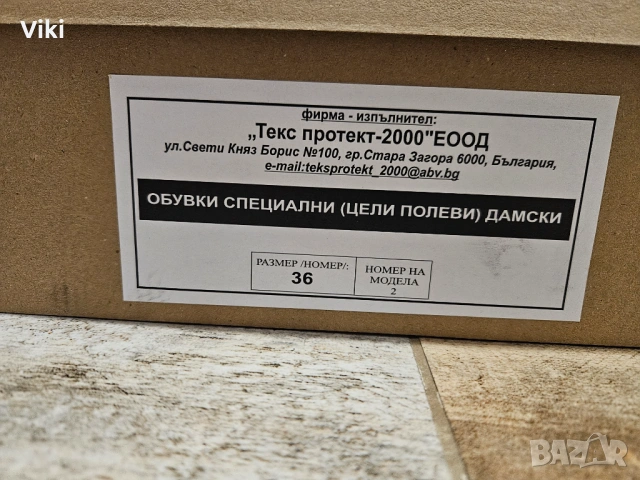 Viki
фирма - изпълнител:
„Текс протект-2000"ЕООД
ул.Свети Княз Борис №100, гр.Стара Загора 6000, България,
e-mail:teksprotekt_2000@abv.bg
ОБУВКИ СПЕЦИАЛНИ (ЦЕЛИ ПОЛЕВИ) ДАМСКИ
РАЗМЕР /НОМЕР/:
36
НОМЕР НА
МОДЕЛА
2
BAZAR